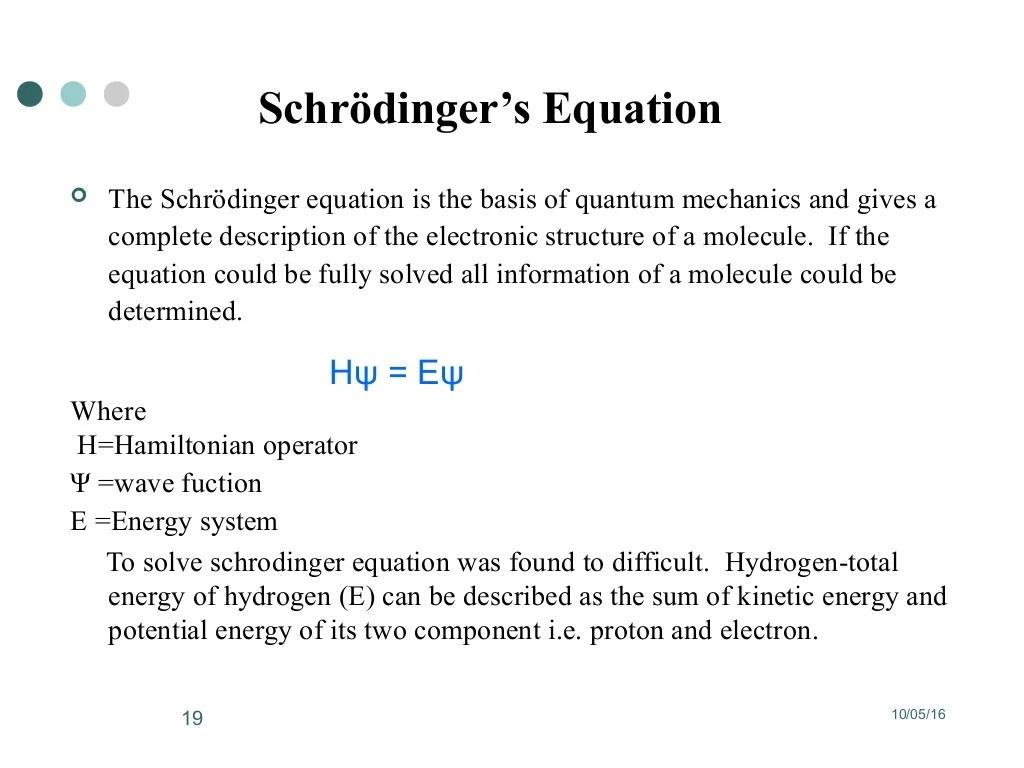 Schrödinger’s Equation
The Schrödinger equation is the basis of quantum mechanics and gives a
complete description of the electronic structure of a molecule. If the
equation could be fully solved all information of a molecule could be
determined.
Hψ = Eψ
Where
H=Hamiltonian operator
Ψ =wave fuction
E =Energy system
To solve schrodinger equation was found to difficult. Hydrogen-total
energy of hydrogen (E) can be described as the sum of kinetic energy and
potential energy of its two component i.e. proton and electron.
19
10/05/16